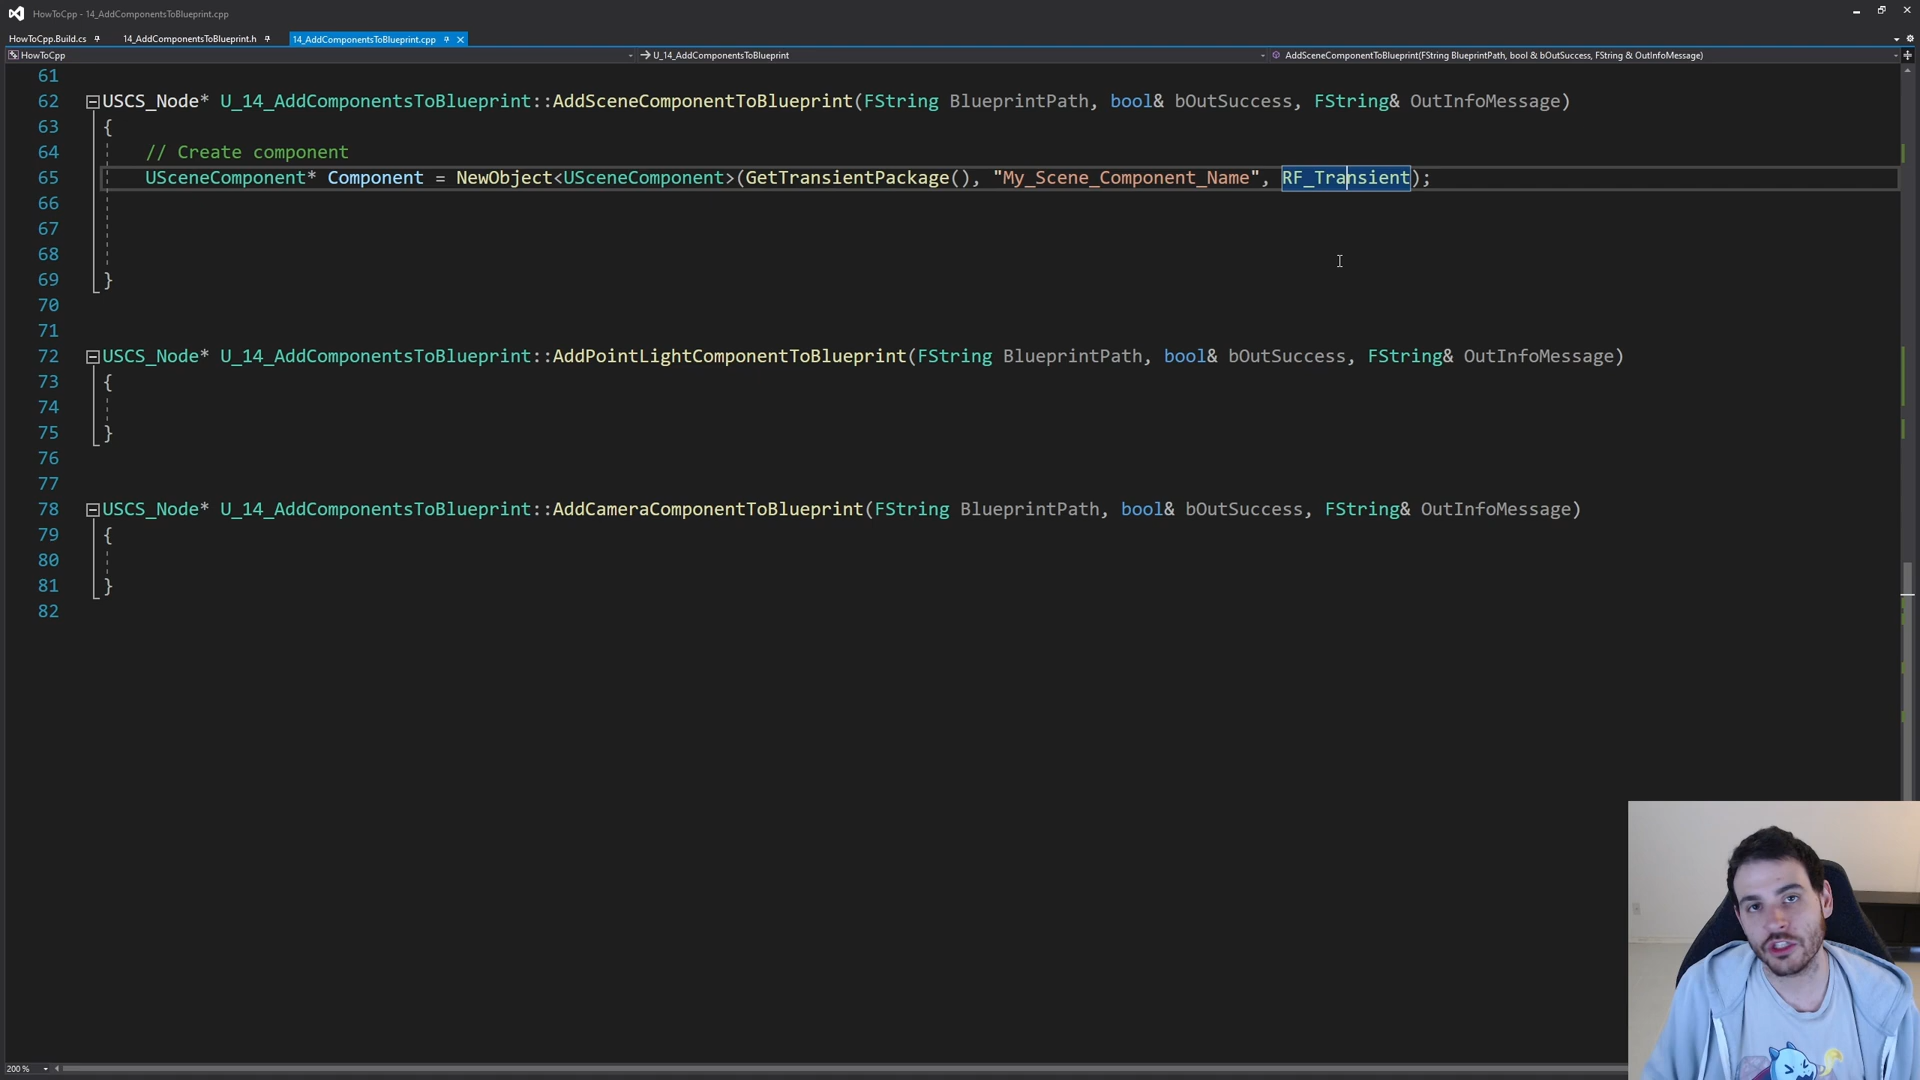 HowToCpp - 14_AddComponentsToBlueprint.cpp
HowToCpp.Build.cs 14_AddComponentsToBlueprint.h 14_AddComponentsToBlueprint.cpp
HowToCpp U_14_AddComponentsToBlueprint AddSceneComponentToBlueprint(FString BlueprintPath, bool & bOutSuccess, FString & OutInfoMessage)
61
62 USCS_Node* U_14_AddComponentsToBlueprint::AddSceneComponentToBlueprint(FString BlueprintPath, bool& bOutSuccess, FString& OutInfoMessage)
63 {
64 // Create component
65 USceneComponent* Component = NewObject<USceneComponent>(GetTransientPackage(), "My_Scene_Component_Name", RF_Transient);
66
67
68
69 }
70
71
72 USCS_Node* U_14_AddComponentsToBlueprint::AddPointLightComponentToBlueprint(FString BlueprintPath, bool& bOutSuccess, FString& OutInfoMessage)
73 {
74
75 }
76
77
78 USCS_Node* U_14_AddComponentsToBlueprint::AddCameraComponentToBlueprint(FString BlueprintPath, bool& bOutSuccess, FString& OutInfoMessage)
79 {
80
81 }
82
200 %